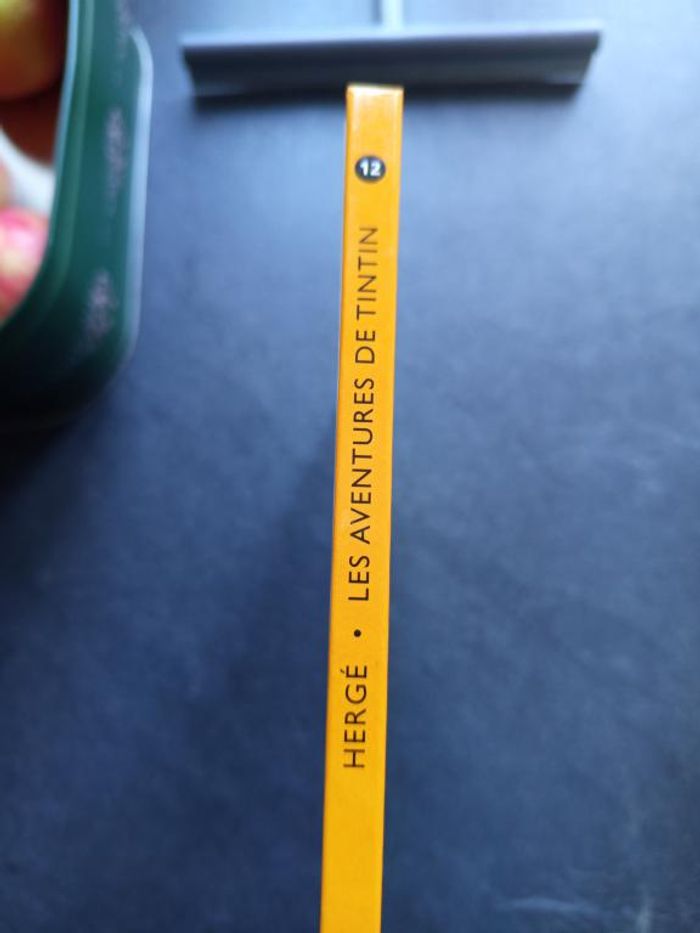 HERGÉ • LES AVENTURES DE TINTIN
12